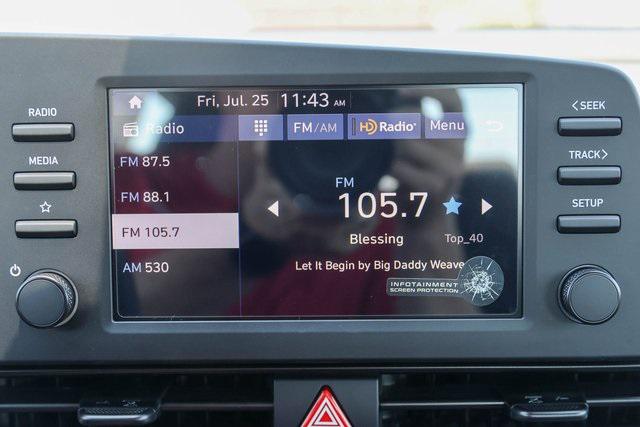 Fri, Jul. 25 11:43 AM
RADIO
MEDIA
Radio
FM/AM
HD Radio
Menu
FM 87.5
FM 88.1
FM 105.7
AM 530
FM
105.7
Blessing
Top_40
Let It Begin by Big Daddy Weave
INFOTAINMENT
SCREEN PROTECTION
<SEEK
TRACK>
SETUP